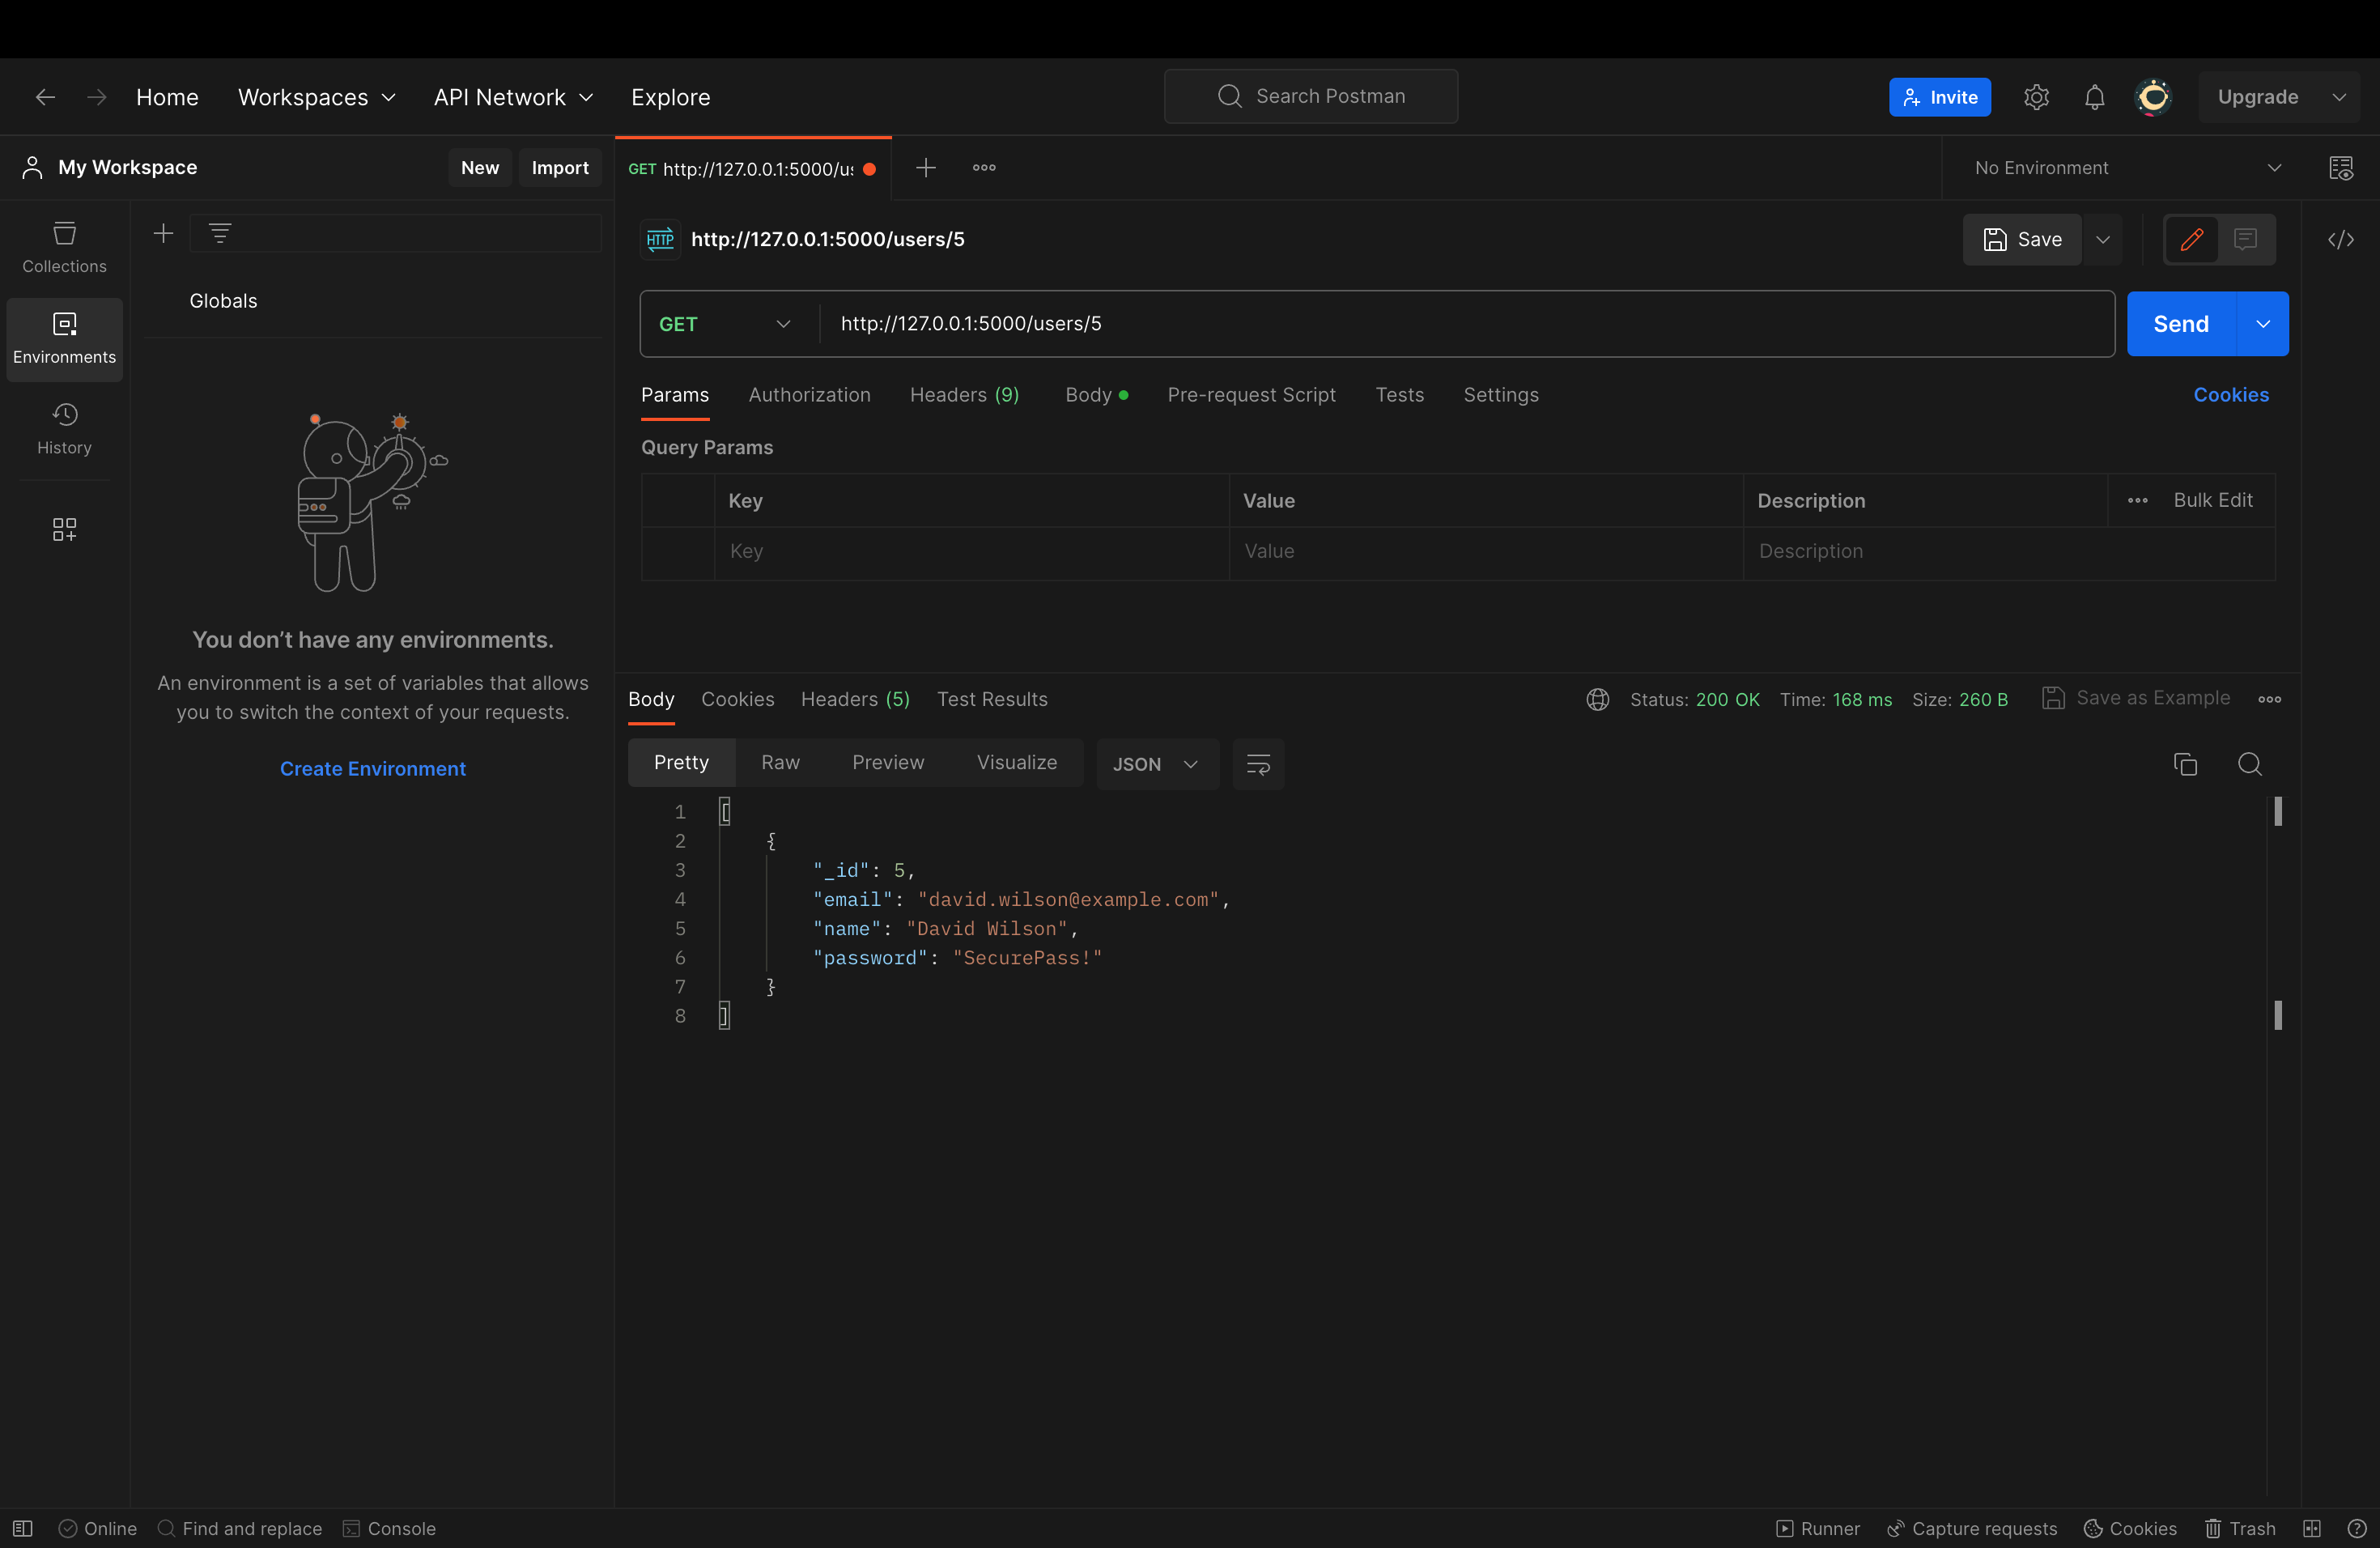 Home Workspaces API Network Explore Search Postman Invite Upgrade
My Workspace New Import GET http://127.0.0.1:5000/us No Environment
Collections
Environments
History
Globals
You don’t have any environments.
An environment is a set of variables that allows
you to switch the context of your requests.
Create Environment
HTTP http://127.0.0.1:5000/users/5 Save
GET http://127.0.0.1:5000/users/5 Send
Params Authorization Headers (9) Body Pre-request Script Tests Settings Cookies
Query Params
Key Value Description Bulk Edit
Key Value Description
Body Cookies Headers (5) Test Results Status: 200 OK Time: 168 ms Size: 260 B Save as Example
Pretty Raw Preview Visualize JSON
1 [
2 {
3 "_id": 5,
4 "email": "david.wilson@example.com",
5 "name": "David Wilson",
6 "password": "SecurePass!"
7 }
8 ]
Online Find and replace Console Runner Capture requests Cookies Trash